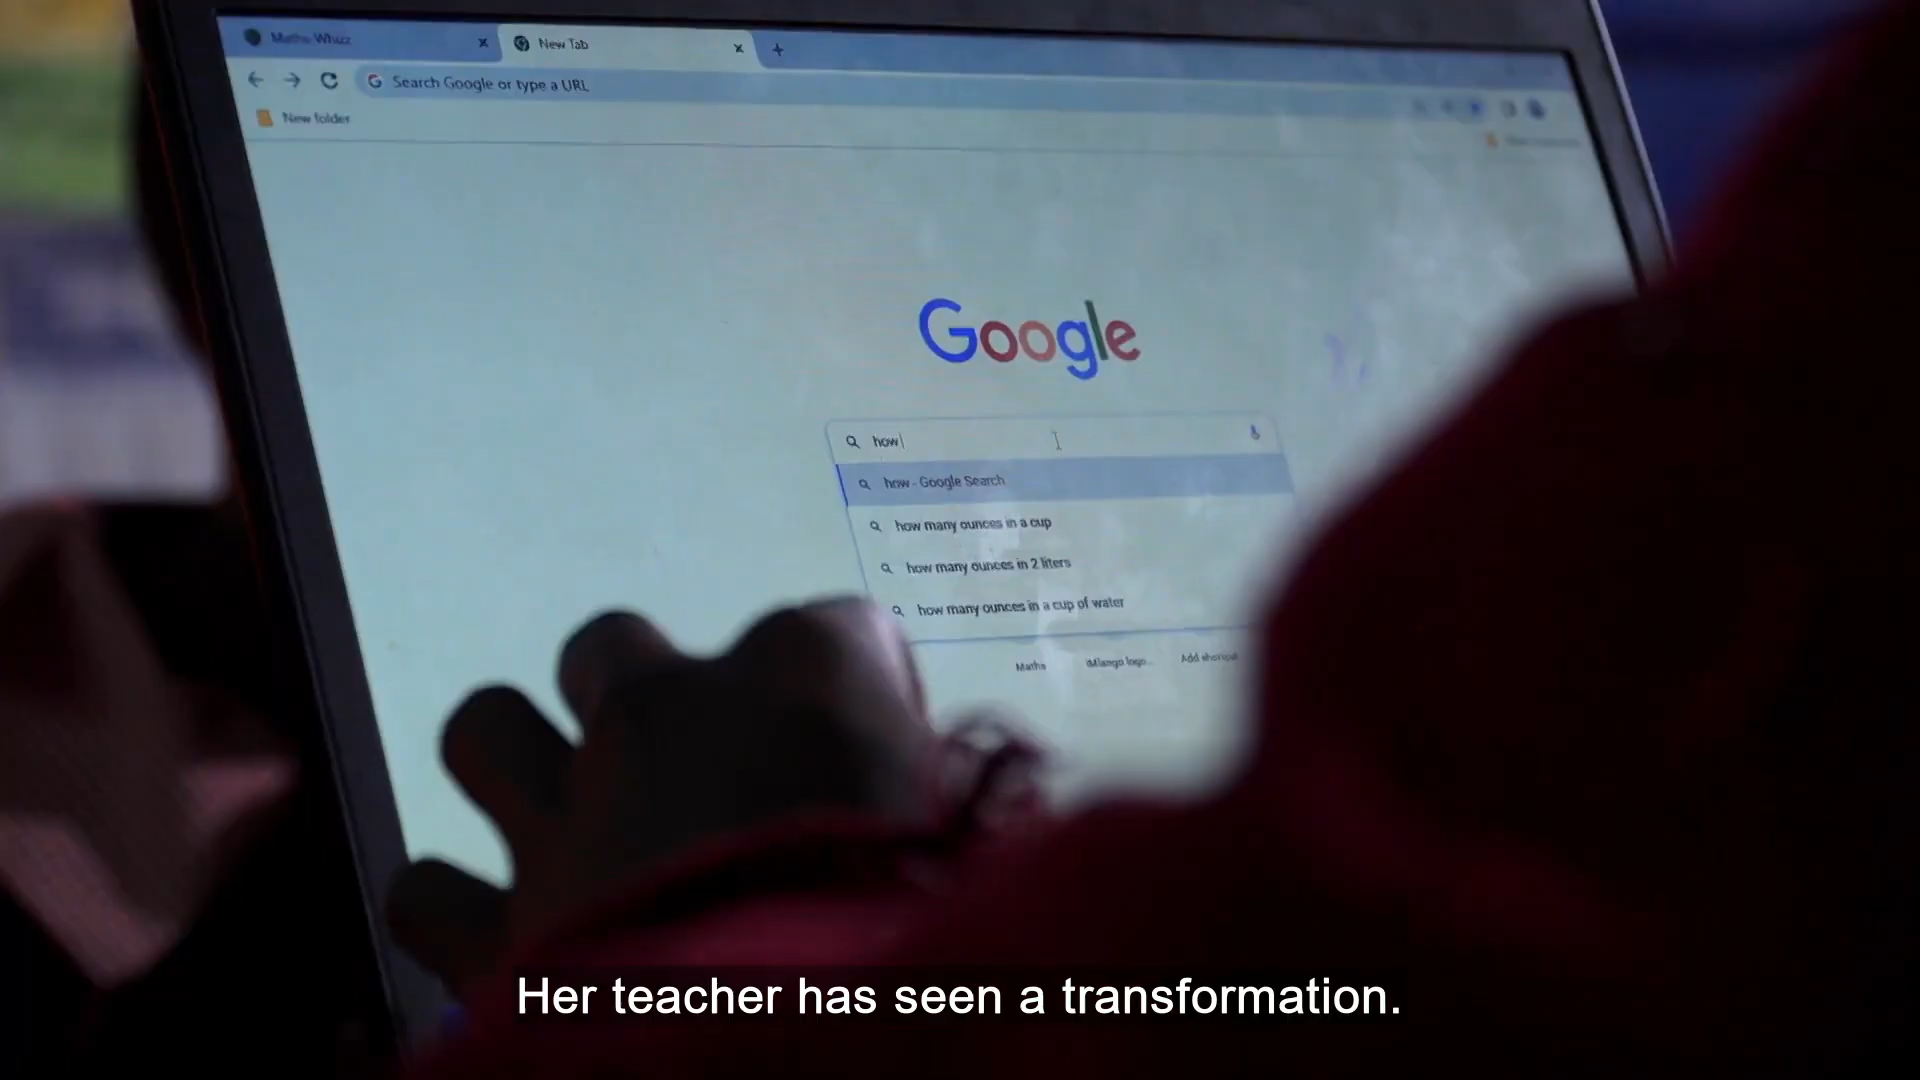 Maths-Whizz
New Tab
Search Google or type a URL
New folder
Google
how
how - Google Search
how many ounces in a cup
how many ounces in 2 liters
how many ounces in a cup of water
Maths
iMlango logo...
Add shortcut
Her teacher has seen a transformation.